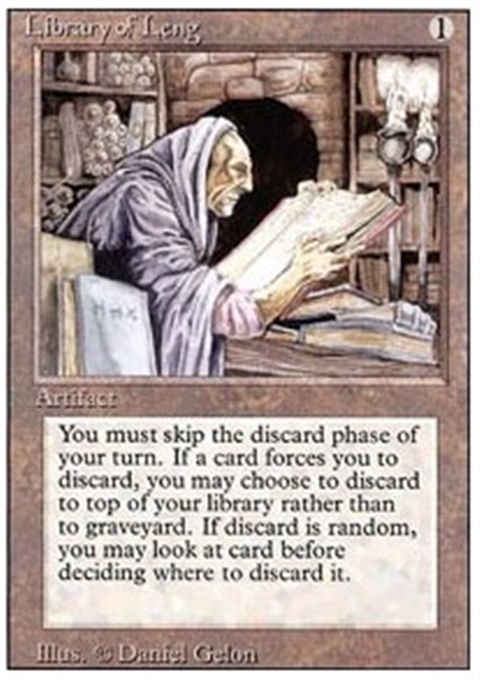 Library of Leng 1
Artifact
You must skip the discard phase of
your turn. If a card forces you to
discard, you may choose to discard
to top of your library rather than
to graveyard. If discard is random,
you may look at card before
deciding where to discard it.
Illus. © Daniel Gelon